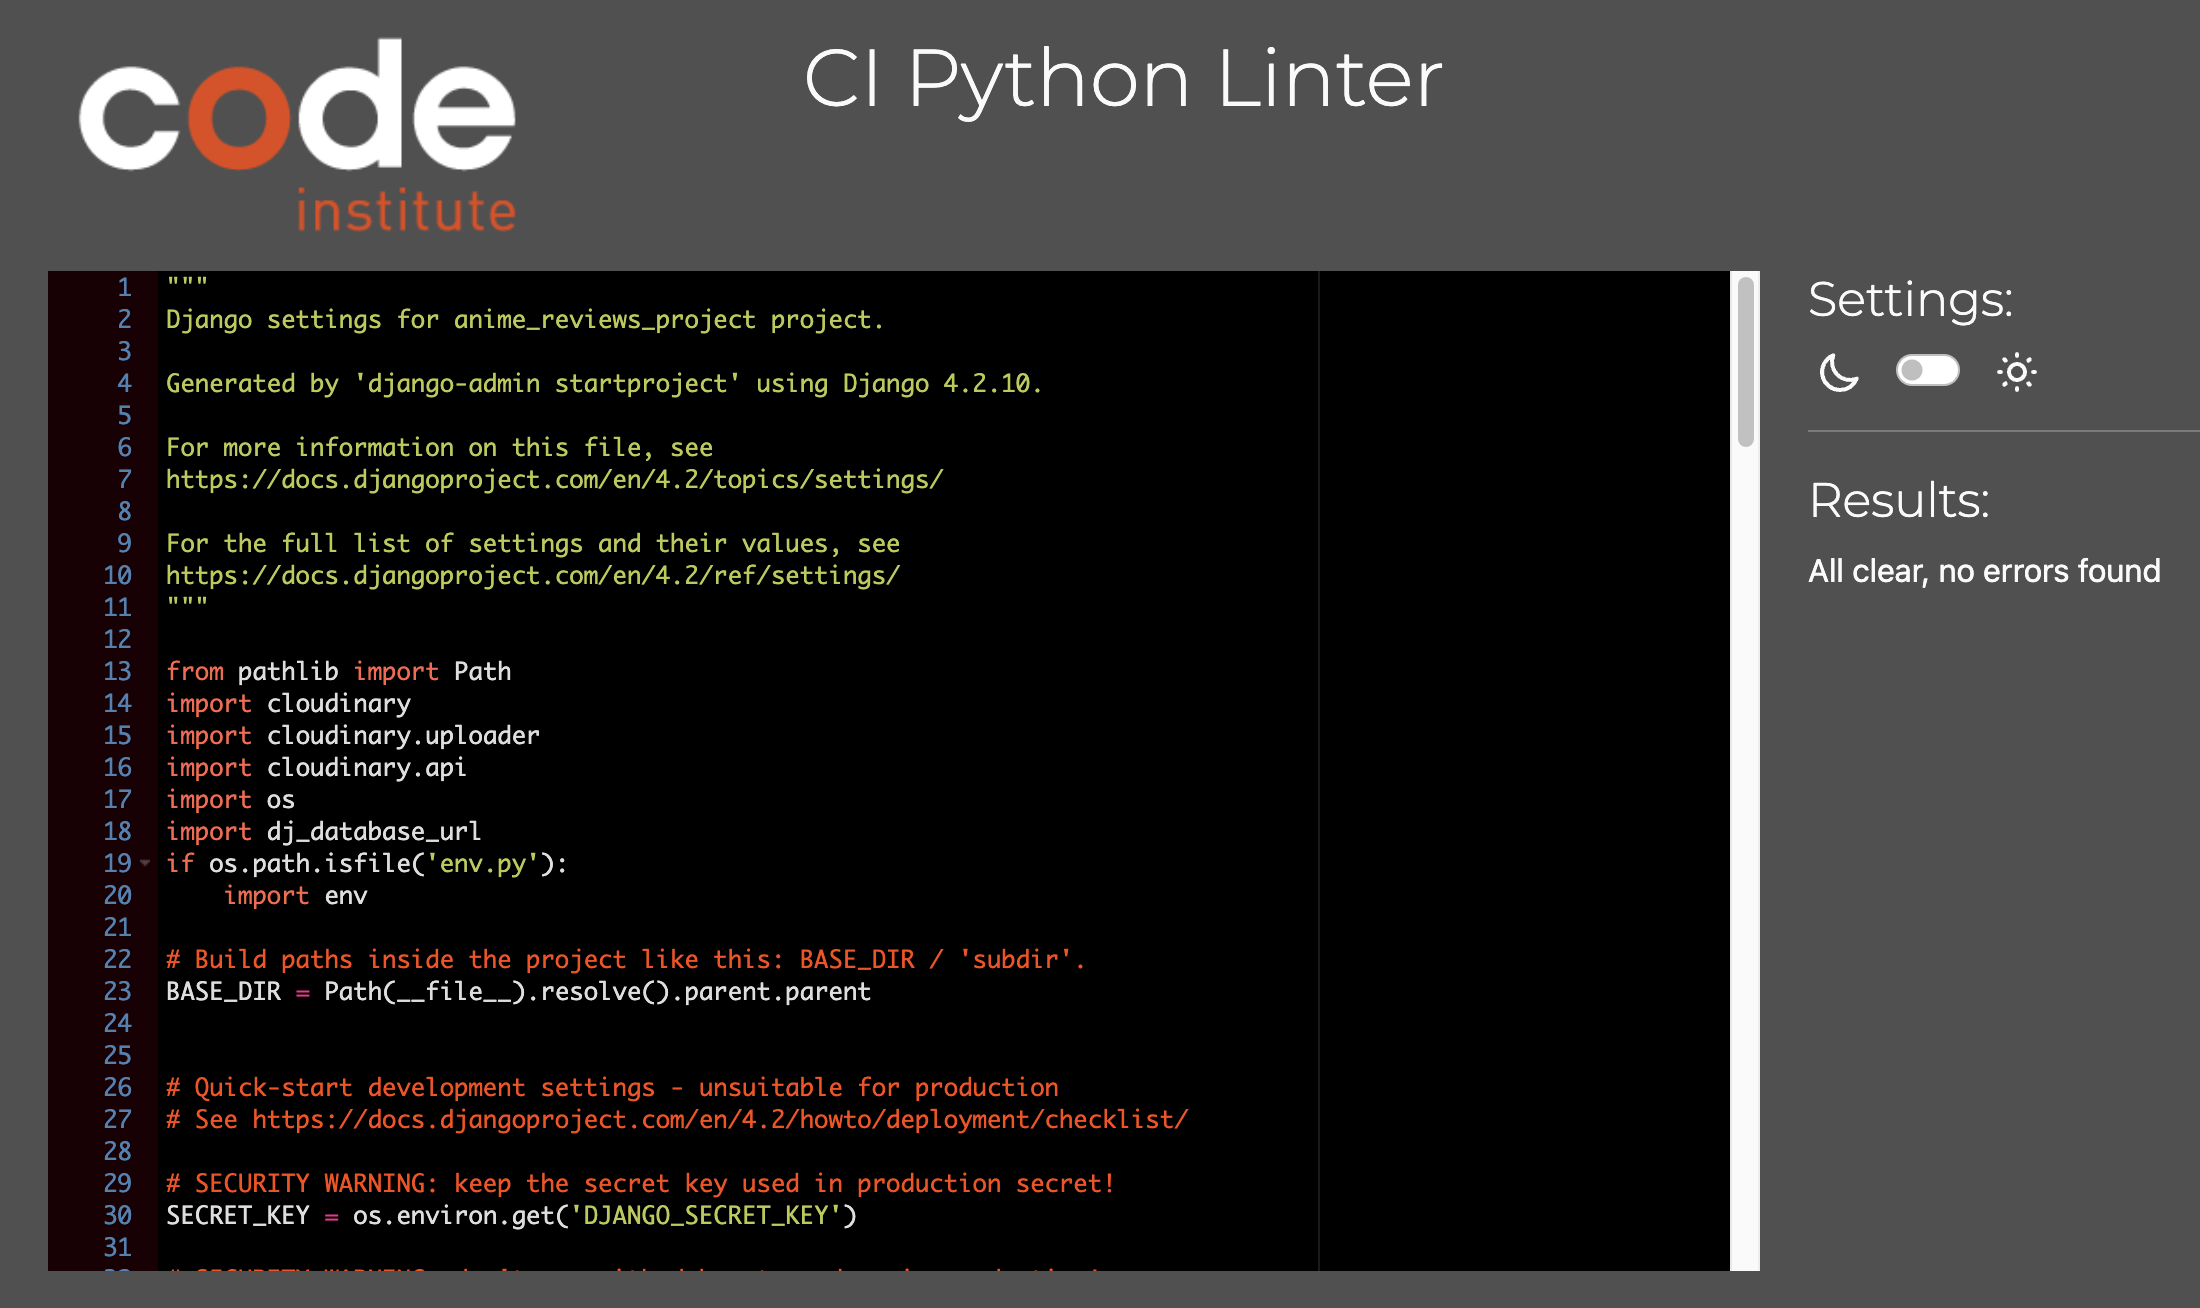 code
institute
CI Python Linter
1 """
2 Django settings for anime_reviews_project project.
3
4 Generated by 'django-admin startproject' using Django 4.2.10.
5
6 For more information on this file, see
7 https://docs.djangoproject.com/en/4.2/topics/settings/
8
9 For the full list of settings and their values, see
10 https://docs.djangoproject.com/en/4.2/ref/settings/
11 """
12
13 from pathlib import Path
14 import cloudinary
15 import cloudinary.uploader
16 import cloudinary.api
17 import os
18 import dj_database_url
19 if os.path.isfile('env.py'):
20     import env
21
22 # Build paths inside the project like this: BASE_DIR / 'subdir'.
23 BASE_DIR = Path(__file__).resolve().parent.parent
24
25
26 # Quick-start development settings - unsuitable for production
27 # See https://docs.djangoproject.com/en/4.2/howto/deployment/checklist/
28
29 # SECURITY WARNING: keep the secret key used in production secret!
30 SECRET_KEY = os.environ.get('DJANGO_SECRET_KEY')
31
Settings:
Results:
All clear, no errors found